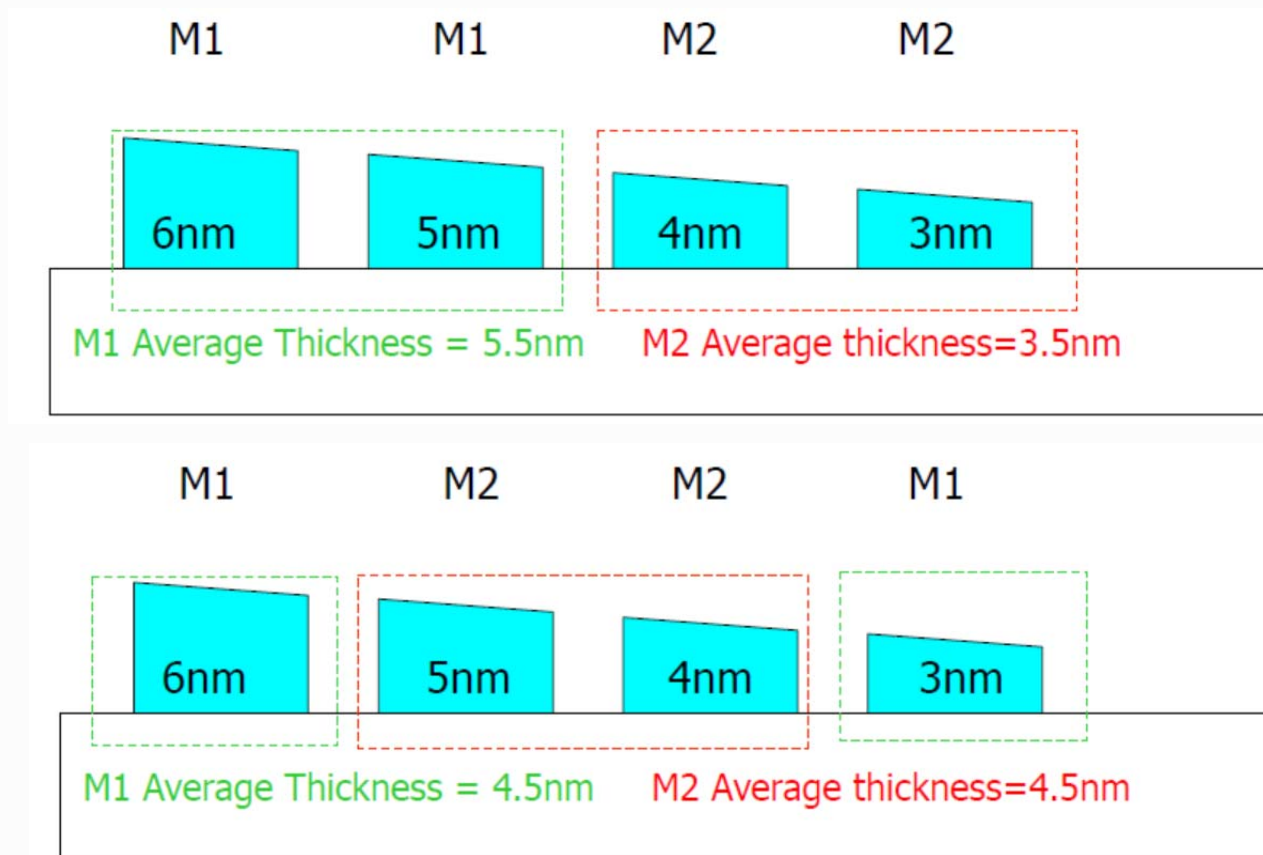 M1 M1 M2 M2
6nm 5nm 4nm 3nm
M1 Average Thickness = 5.5nm M2 Average thickness=3.5nm
M1 M2 M2 M1
6nm 5nm 4nm 3nm
M1 Average Thickness = 4.5nm M2 Average thickness=4.5nm